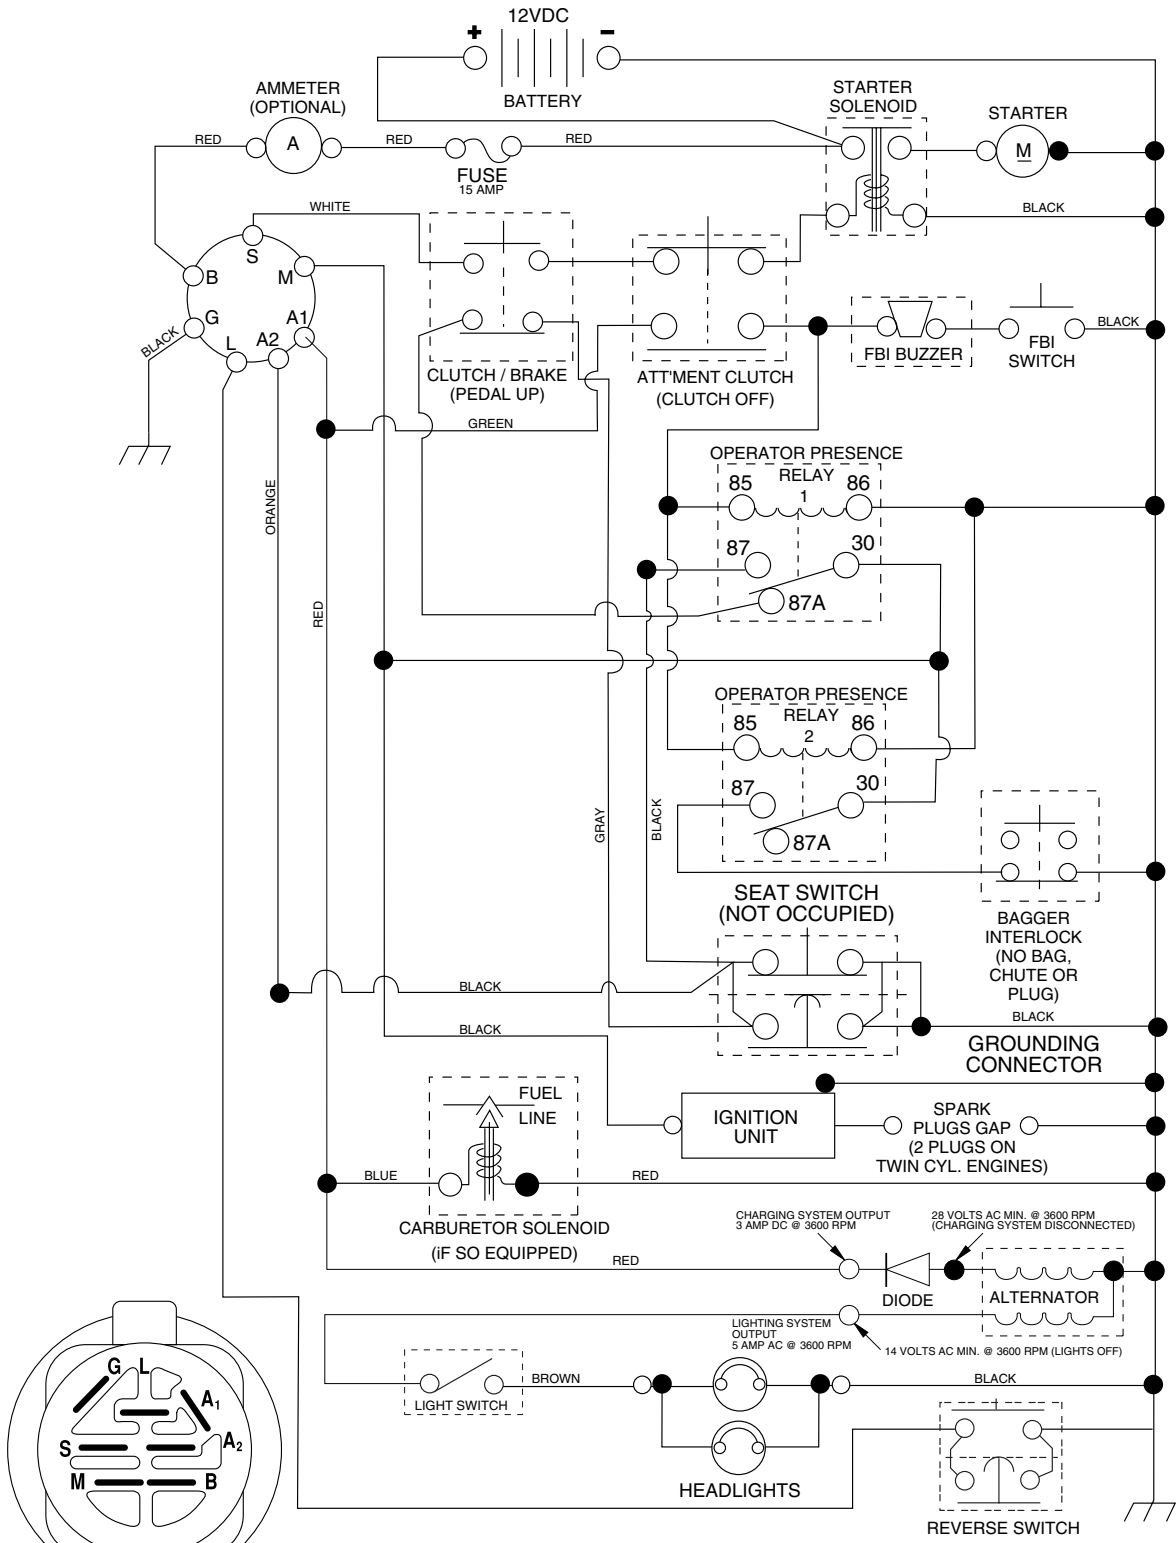 12VDC
+
−
BATTERY
AMMETER
(OPTIONAL)
A
RED
RED
RED
FUSE
15 AMP
STARTER
SOLENOID
STARTER
M
BLACK
WHITE
S
B
M
G
A1
L
A2
BLACK
CLUTCH / BRAKE
(PEDAL UP)
ATT'MENT CLUTCH
(CLUTCH OFF)
FBI BUZZER
FBI
SWITCH
BLACK
GREEN
ORANGE
RED
OPERATOR PRESENCE
RELAY
1
85
86
87
30
87A
OPERATOR PRESENCE
RELAY
2
85
86
87
30
87A
GRAY
BLACK
BAGGER
INTERLOCK
(NO BAG,
CHUTE OR
PLUG)
SEAT SWITCH
(NOT OCCUPIED)
BLACK
BLACK
BLACK
GROUNDING
CONNECTOR
FUEL
LINE
IGNITION
UNIT
SPARK
PLUGS GAP
(2 PLUGS ON
TWIN CYL. ENGINES)
BLUE
RED
CARBURETOR SOLENOID
(iF SO EQUIPPED)
CHARGING SYSTEM OUTPUT
3 AMP DC @ 3600 RPM
28 VOLTS AC MIN. @ 3600 RPM
(CHARGING SYSTEM DISCONNECTED)
RED
DIODE
ALTERNATOR
LIGHTING SYSTEM
OUTPUT
5 AMP AC @ 3600 RPM
14 VOLTS AC MIN. @ 3600 RPM (LIGHTS OFF)
LIGHT SWITCH
BROWN
BLACK
HEADLIGHTS
REVERSE SWITCH
G
L
A1
S
A2
M
B